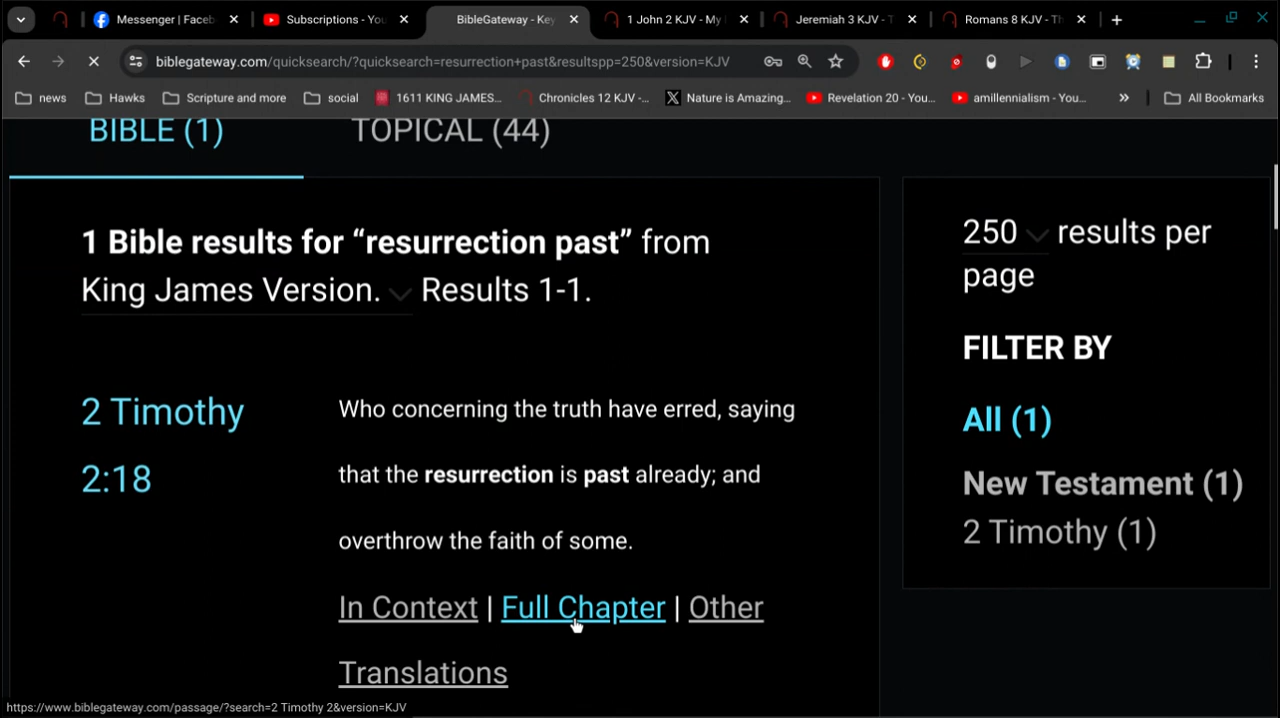 Messenger | Faceb
Subscriptions - You
BibleGateway - Key
1 John 2 KJV - My
Jeremiah 3 KJV - T
Romans 8 KJV - Th
biblegateway.com/quicksearch/?quicksearch=resurrection+past&resultspp=250&version=KJV
news
Hawks
Scripture and more
social
1611 KING JAMES...
Chronicles 12 KJV -...
Nature is Amazing...
Revelation 20 - You...
amillennialism - You...
»
All Bookmarks
BIBLE (1)
TOPICAL (44)
1 Bible results for “resurrection past” from
King James Version. Results 1-1.
2 Timothy
2:18
Who concerning the truth have erred, saying
that the resurrection is past already; and
overthrow the faith of some.
In Context | Full Chapter | Other
Translations
250 results per
page
FILTER BY
All (1)
New Testament (1)
2 Timothy (1)
https://www.biblegateway.com/passage/?search=2 Timothy 2&version=KJV